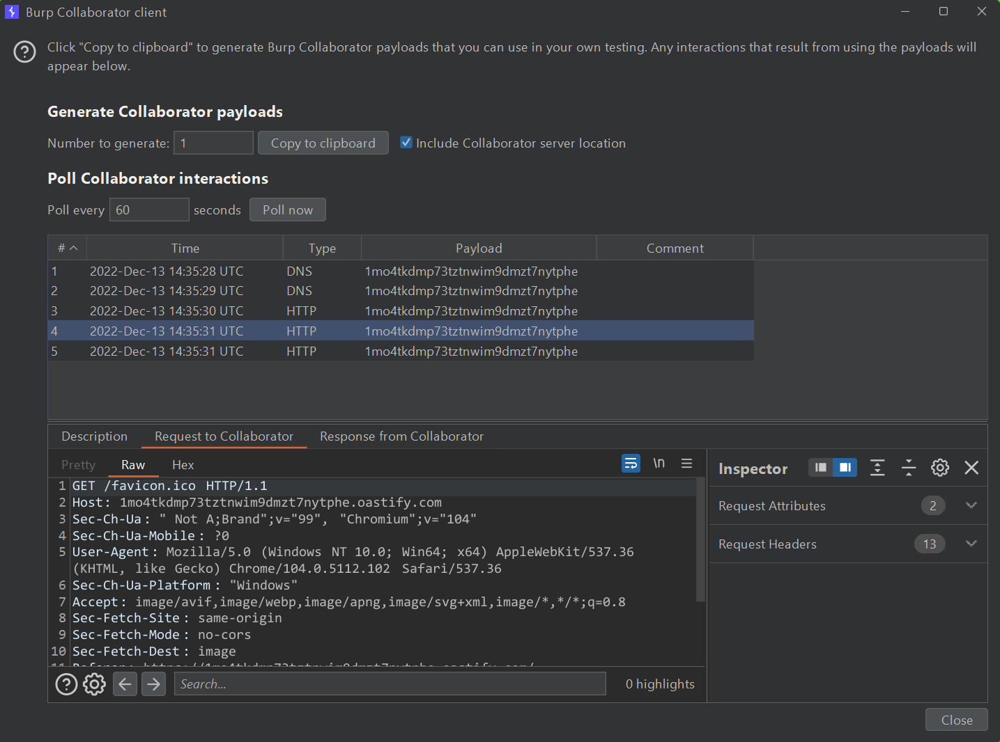 Burp Collaborator client
Click "Copy to clipboard" to generate Burp Collaborator payloads that you can use in your own testing. Any interactions that result from using the payloads will
appear below.
Generate Collaborator payloads
Number to generate: 1 Copy to clipboard Include Collaborator server location
Poll Collaborator interactions
Poll every 60 seconds Poll now
# Time Type Payload Comment
1 2022-Dec-13 14:35:28 UTC DNS 1mo4tkdmp73tztnwim9dmzt7nytphe
2 2022-Dec-13 14:35:29 UTC DNS 1mo4tkdmp73tztnwim9dmzt7nytphe
3 2022-Dec-13 14:35:30 UTC HTTP 1mo4tkdmp73tztnwim9dmzt7nytphe
4 2022-Dec-13 14:35:31 UTC HTTP 1mo4tkdmp73tztnwim9dmzt7nytphe
5 2022-Dec-13 14:35:31 UTC HTTP 1mo4tkdmp73tztnwim9dmzt7nytphe
Description Request to Collaborator Response from Collaborator
Pretty Raw Hex \n
1 GET /favicon.ico HTTP/1.1
2 Host: 1mo4tkdmp73tztnwim9dmzt7nytphe.oastify.com
3 Sec-Ch-Ua: " Not A;Brand";v="99", "Chromium";v="104"
4 Sec-Ch-Ua-Mobile: ?0
5 User-Agent: Mozilla/5.0 (Windows NT 10.0; Win64; x64) AppleWebKit/537.36
(KHTML, like Gecko) Chrome/104.0.5112.102 Safari/537.36
6 Sec-Ch-Ua-Platform: "Windows"
7 Accept: image/avif,image/webp,image/apng,image/svg+xml,image/*,*/*;q=0.8
8 Sec-Fetch-Site: same-origin
9 Sec-Fetch-Mode: no-cors
10 Sec-Fetch-Dest: image
11 Referer: https://1mo4tkdmp73tztnwim9dmzt7nytphe.oastify.com/
Inspector
Request Attributes 2
Request Headers 13
Search... 0 highlights
Close